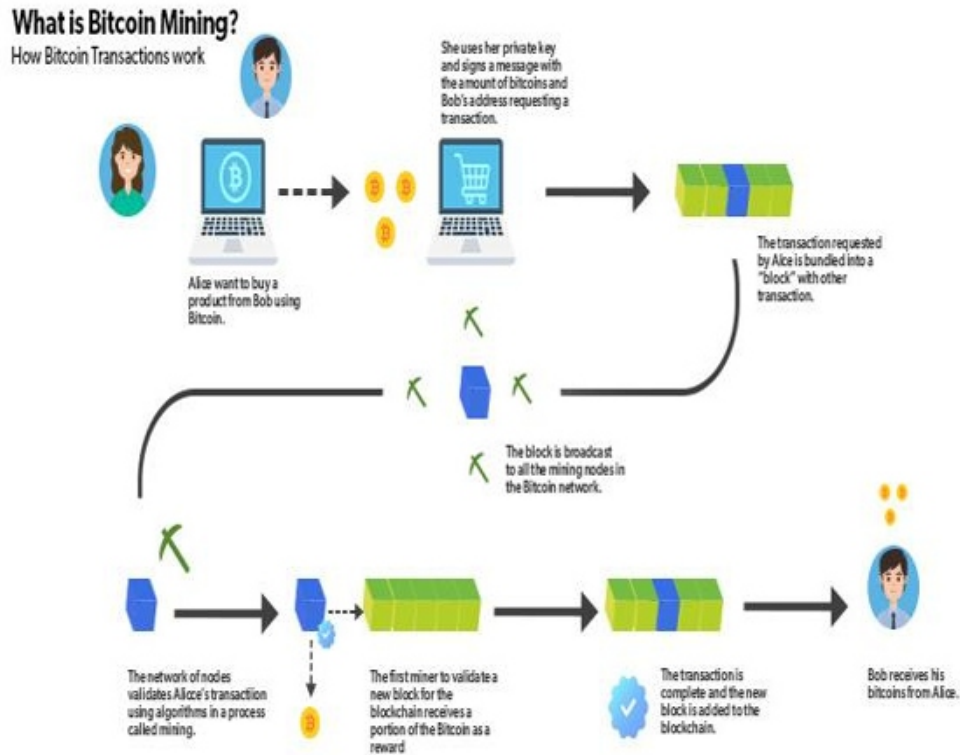 What is Bitcoin Mining?
How Bitcoin Transactions work
She uses her private key
and signs a message with
the amount of bitcoins and
Bob's address requesting a
transaction.
Alice want to buy a
product from Bob using
Bitcoin.
The transaction requested
by Alce is bundled into a
"block" with other
transaction.
The block is broadcast
to all the mining nodes in
the Bitcoin network.
The network of nodes
validates Alicce's transactiion
using algorithms in a process
called mining.
The first miner to validate a
new block for the
blockchain receives a
portion of the Bitcoin as a
reward
The transaction is
complete and the new
block is added to the
blockchain.
Bob receives his
bitcoins from Alice.